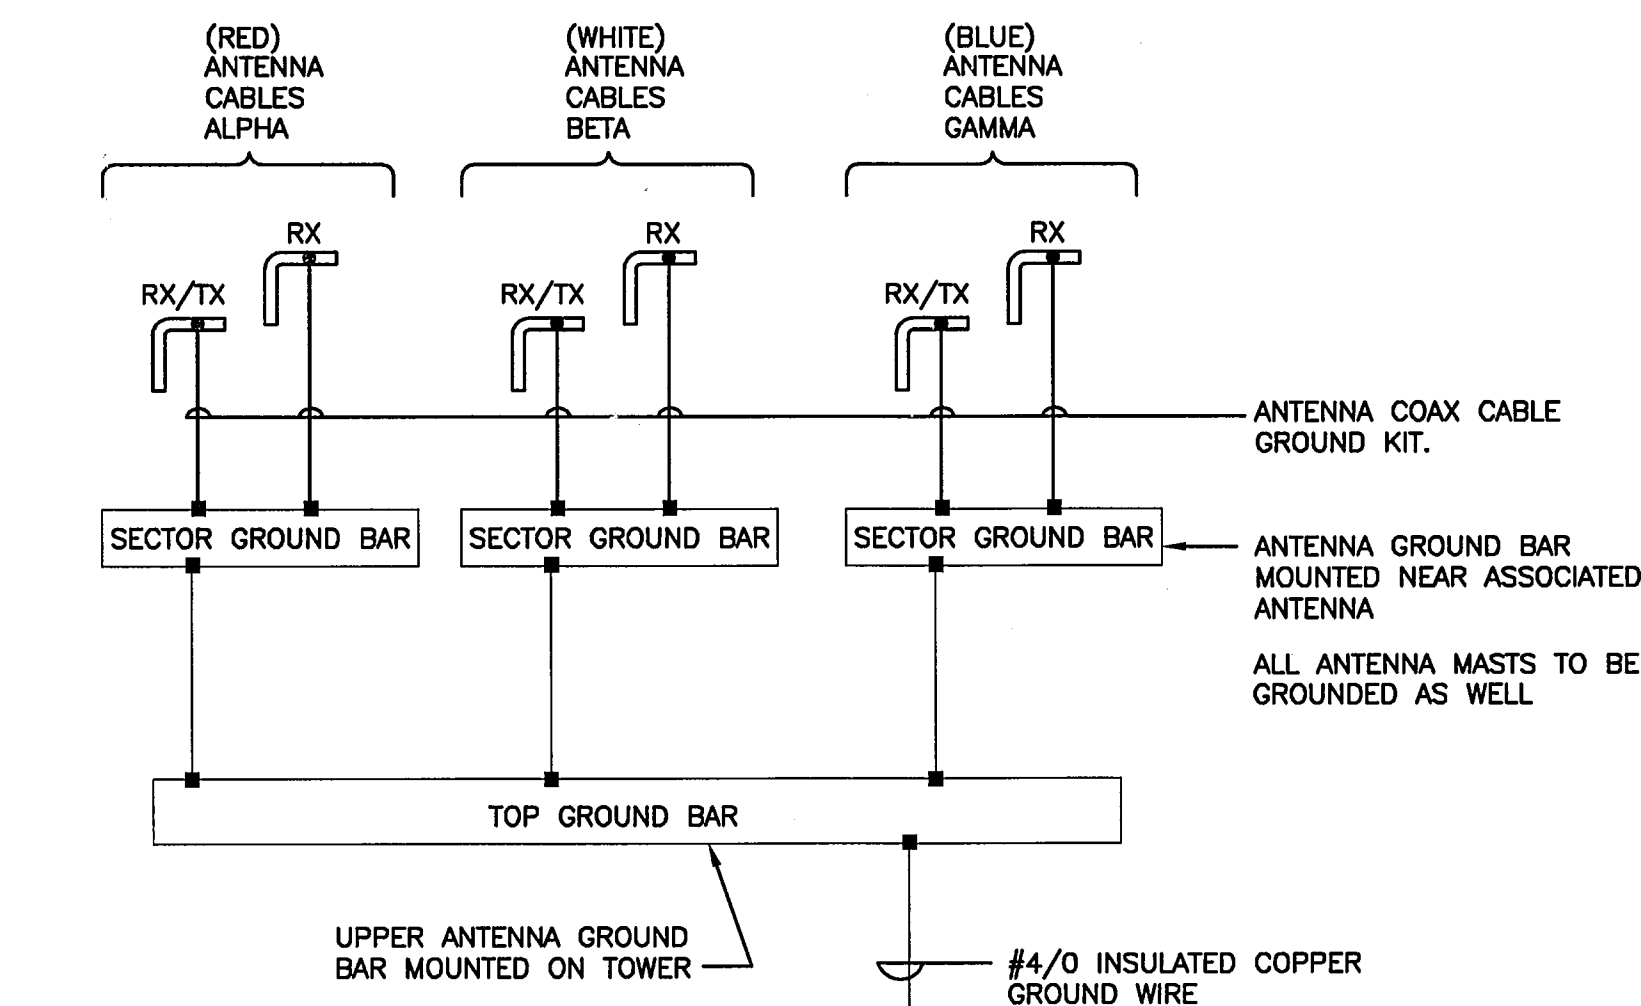 (RED)
ANTENNA
CABLES
ALPHA
(WHITE)
ANTENNA
CABLES
BETA
(BLUE)
ANTENNA
CABLES
GAMMA
RX
RX/TX
RX
RX/TX
RX
RX/TX
ANTENNA COAX CABLE
GROUND KIT.
SECTOR GROUND BAR
SECTOR GROUND BAR
SECTOR GROUND BAR
ANTENNA GROUND BAR
MOUNTED NEAR ASSOCIATED
ANTENNA
ALL ANTENNA MASTS TO BE
GROUNDED AS WELL
TOP GROUND BAR
UPPER ANTENNA GROUND
BAR MOUNTED ON TOWER
#4/0 INSULATED COPPER
GROUND WIRE